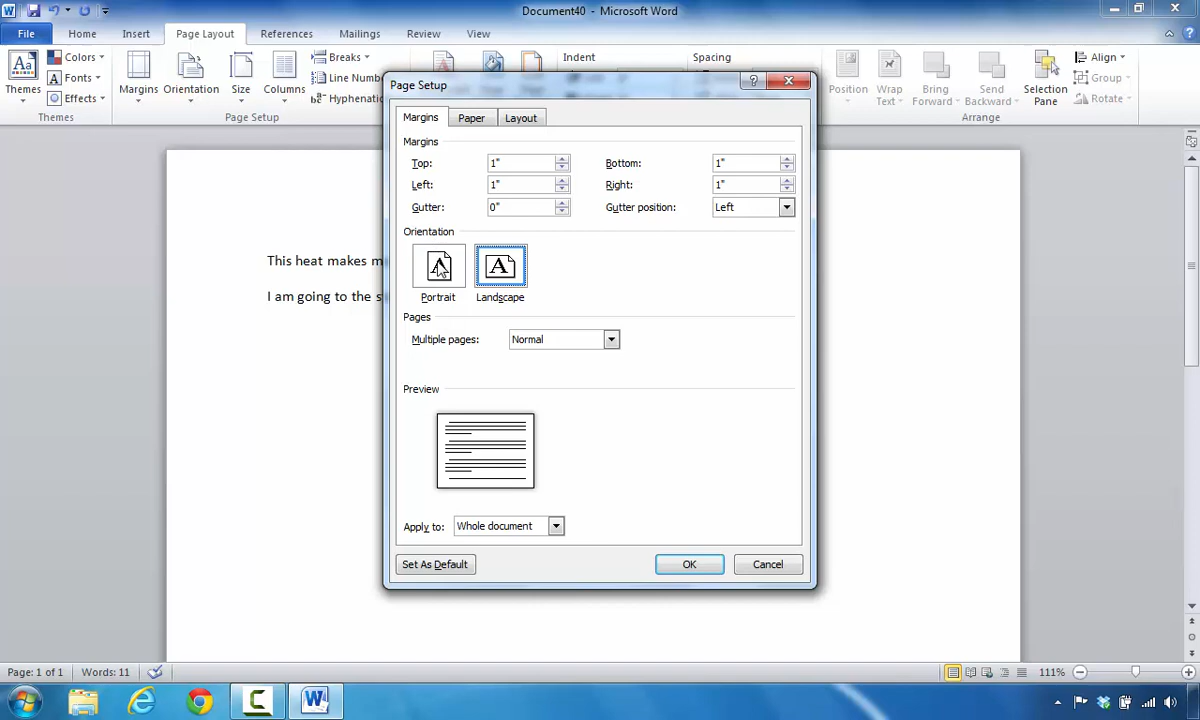 Document40 - Microsoft Word
File Home Insert Page Layout References Mailings Review View
Themes
Colors
Fonts
Effects
Themes
Margins
Orientation
Size
Columns
Breaks
Line Numb
Hyphenatio
Page Setup
Indent
Spacing
Position
Wrap Text
Bring Forward
Send Backward
Selection Pane
Align
Group
Rotate
Arrange
This heat makes m
I am going to the s
Page Setup
Margins Paper Layout
Margins
Top: 1" Bottom: 1"
Left: 1" Right: 1"
Gutter: 0" Gutter position: Left
Orientation
Portrait Landscape
Pages
Multiple pages: Normal
Preview
Apply to: Whole document
Set As Default OK Cancel
Page: 1 of 1 Words: 11 111%